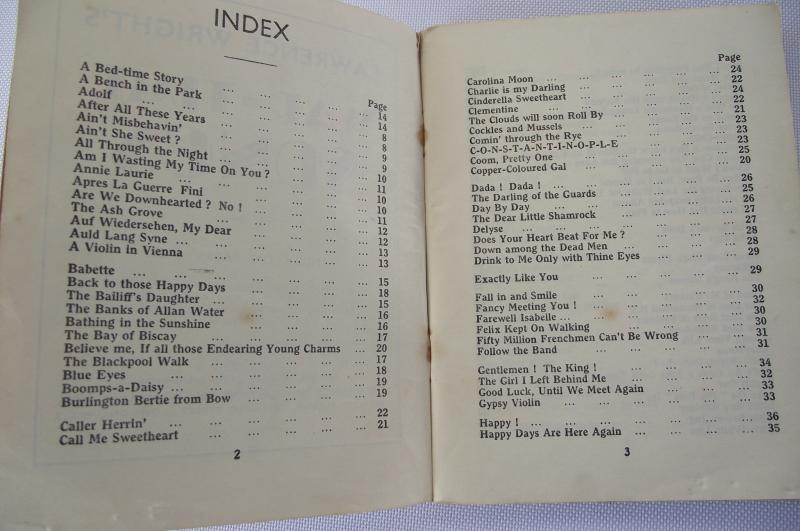 INDEX
Page
A Bed-time Story ... ... ... ... ... 14
A Bench in the Park ... ... ... ... 14
Adolf ... ... ... ... ... ... 8
After All These Years ... ... ... ... 8
Ain't Misbehavin' ... ... ... ... ... 9
Ain't She Sweet ? ... ... ... ... ... 9
All Through the Night ... ... ... ... 10
Am I Wasting My Time On You ? ... ... ... 11
Annie Laurie ... ... ... ... ... 10
Apres La Guerre Fini ... ... ... ... 10
Are We Downhearted ? No ! ... ... ... ... 11
The Ash Grove ... ... ... ... ... 12
Auf Wiedersehen, My Dear ... ... ... ... 12
Auld Lang Syne ... ... ... ... ... 13
A Violin in Vienna ... ... ... ... ... 13
Babette ... ... ... ... ... ... 15
Back to those Happy Days ... ... ... ... 18
The Bailiff's Daughter ... ... ... ... 15
The Banks of Allan Water ... ... ... ... 16
Bathing in the Sunshine ... ... ... ... 16
The Bay of Biscay ... ... ... ... ... 17
Believe me, If all those Endearing Young Charms ... 20
The Blackpool Walk ... ... ... ... ... 17
Blue Eyes ... ... ... ... ... 18
Boomps-a-Daisy ... ... ... ... ... 19
Burlington Bertie from Bow ... ... ... ... 19
Caller Herrin' ... ... ... ... ... 22
Call Me Sweetheart ... ... ... ... ... 21
2
Page
Carolina Moon ... ... ... ... ... 24
Charlie is my Darling ... ... ... ... 22
Cinderella Sweetheart ... ... ... ... 24
Clementine ... ... ... ... ... 22
The Clouds will soon Roll By ... ... ... ... 21
Cockles and Mussels ... ... ... ... 23
Comin' through the Rye ... ... ... ... 23
C-O-N-S-T-A-N-T-I-N-O-P-L-E ... ... ... 23
Coom, Pretty One ... ... ... ... ... 25
Copper-Coloured Gal ... ... ... ... 20
Dada ! Dada ! ... ... ... ... ... 26
The Darling of the Guards ... ... ... ... 25
Day By Day ... ... ... ... ... 26
The Dear Little Shamrock ... ... ... ... 27
Delyse ... ... ... ... ... ... 27
Does Your Heart Beat For Me ? ... ... ... 28
Down among the Dead Men ... ... ... ... 28
Drink to Me Only with Thine Eyes ... ... ... 29
Exactly Like You ... ... ... ... ... 29
Fall in and Smile ... ... ... ... ... 30
Fancy Meeting You ! ... ... ... ... 32
Farewell Isabelle ... ... ... ... ... 30
Felix Kept On Walking ... ... ... ... 30
Fifty Million Frenchmen Can't Be Wrong ... ... 31
Follow the Band ... ... ... ... ... 31
Gentlemen ! The King ! ... ... ... ... 34
The Girl I Left Behind Me ... ... ... ... 32
Good Luck, Until We Meet Again ... ... ... 33
Gypsy Violin ... ... ... ... ... 33
Happy ! ... ... ... ... ... ... 36
Happy Days Are Here Again ... ... ... ... 35
3